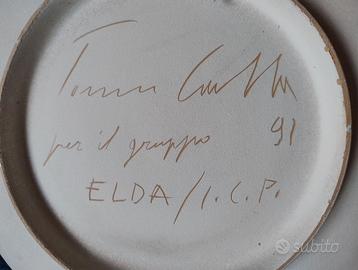 per il gruppo 91
ELDA / I. C. P.
subito